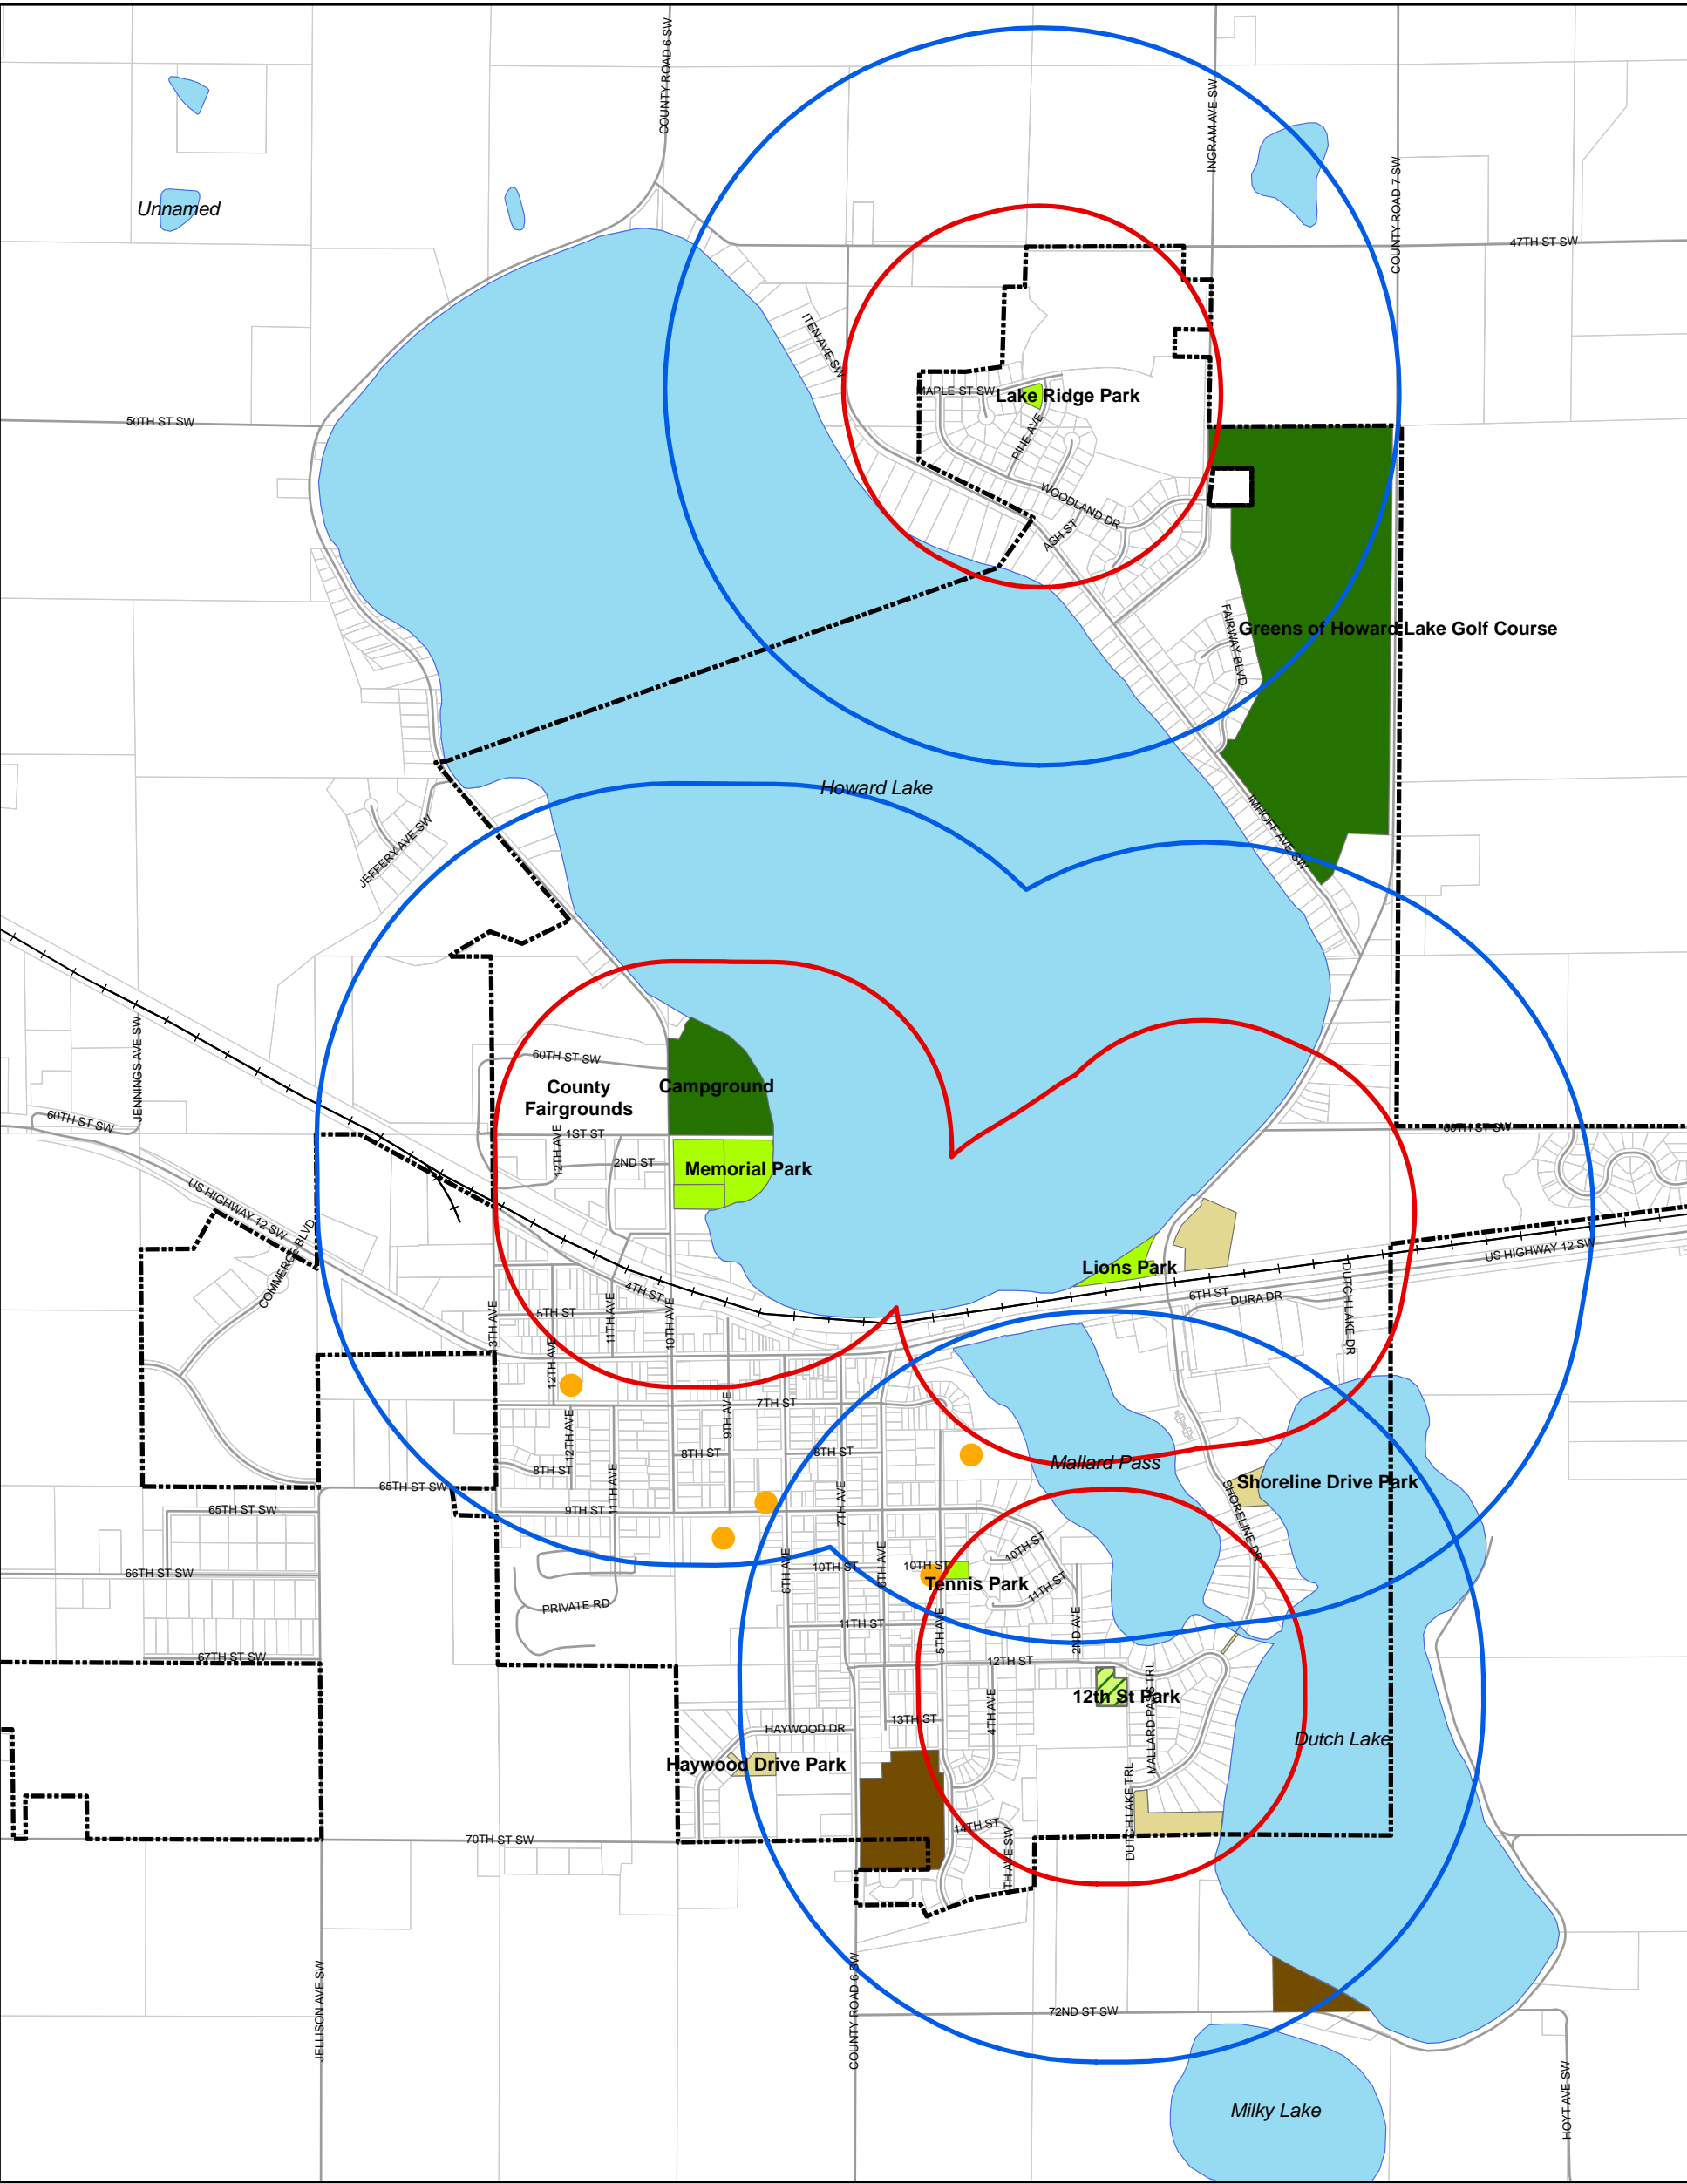 COUNTY ROAD 6 SW
INGRAM AVE SW
COUNTY ROAD 7 SW
Unnamed
47TH ST SW
ITEN AVE SW
MAPLE ST SW
Lake Ridge Park
50TH ST SW
PINE AVE
WOODLAND DR
ASH ST
FAIRWAY BLVD
Greens of Howard Lake Golf Course
Howard Lake
JEFFERY AVE SW
IMHOFF AVE SW
JENNINGS AVE SW
60TH ST SW
60TH ST SW
County
Fairgrounds
Campground
1ST ST
12TH AVE
2ND ST
Memorial Park
US HIGHWAY 12 SW
COMMERCE BLVD
Lions Park
US HIGHWAY 12 SW
6TH ST
DURA DR
DUTCH LAKE DR
4TH ST
5TH ST
11TH AVE
10TH AVE
12TH AVE
7TH ST
9TH AVE
12TH AVE
8TH ST
8TH ST
8TH ST
Mallard Pass
Shoreline Drive Park
SHORELINE DR
65TH ST SW
65TH ST SW
11TH AVE
9TH ST
7TH AVE
66TH ST SW
8TH AVE
10TH ST
6TH AVE
10TH ST
10TH ST
11TH ST
Tennis Park
PRIVATE RD
11TH ST
5TH AVE
2ND AVE
67TH ST SW
12TH ST
12th St Park
MALLARD PASS TRL
4TH AVE
13TH ST
HAYWOOD DR
Haywood Drive Park
Dutch Lake
DUTCH LAKE TRL
14TH ST
70TH ST SW
JELLISON AVE SW
COUNTY ROAD 6 SW
72ND ST SW
Milky Lake
HOYT AVE SW